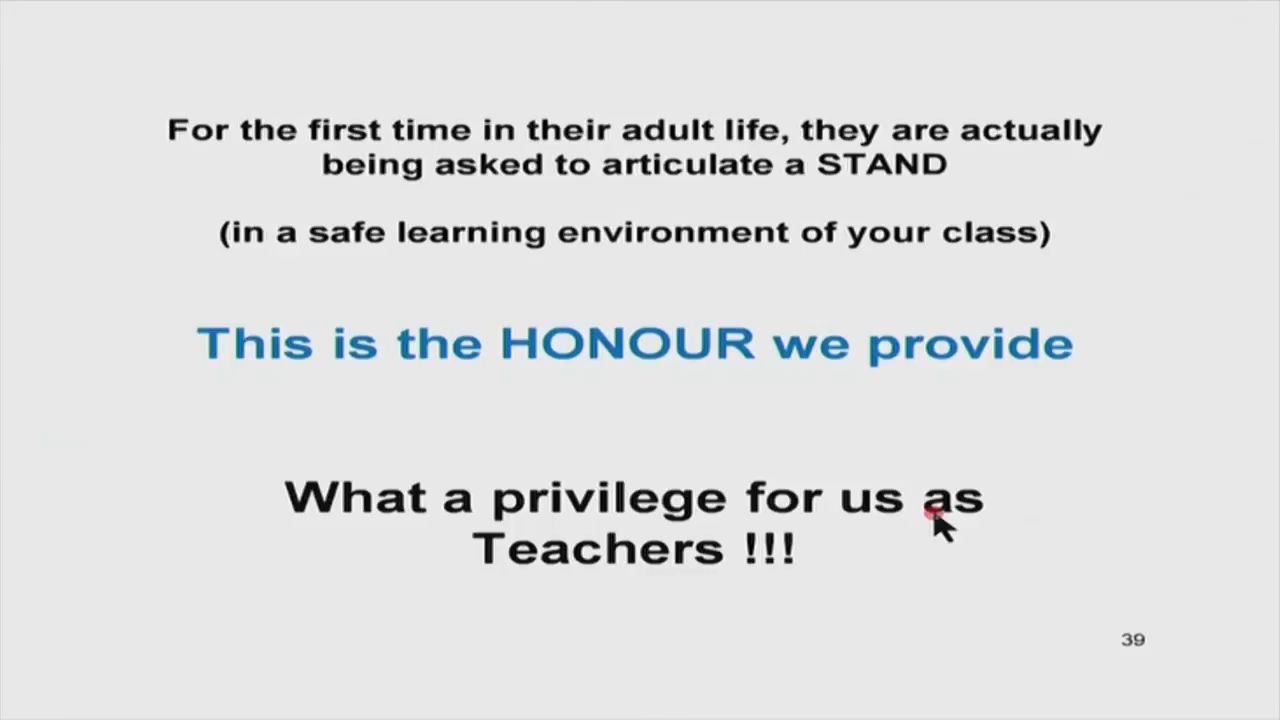 For the first time in their adult life, they are actually
being asked to articulate a STAND
(in a safe learning environment of your class)
This is the HONOUR we provide
What a privilege for us as
Teachers !!!
39